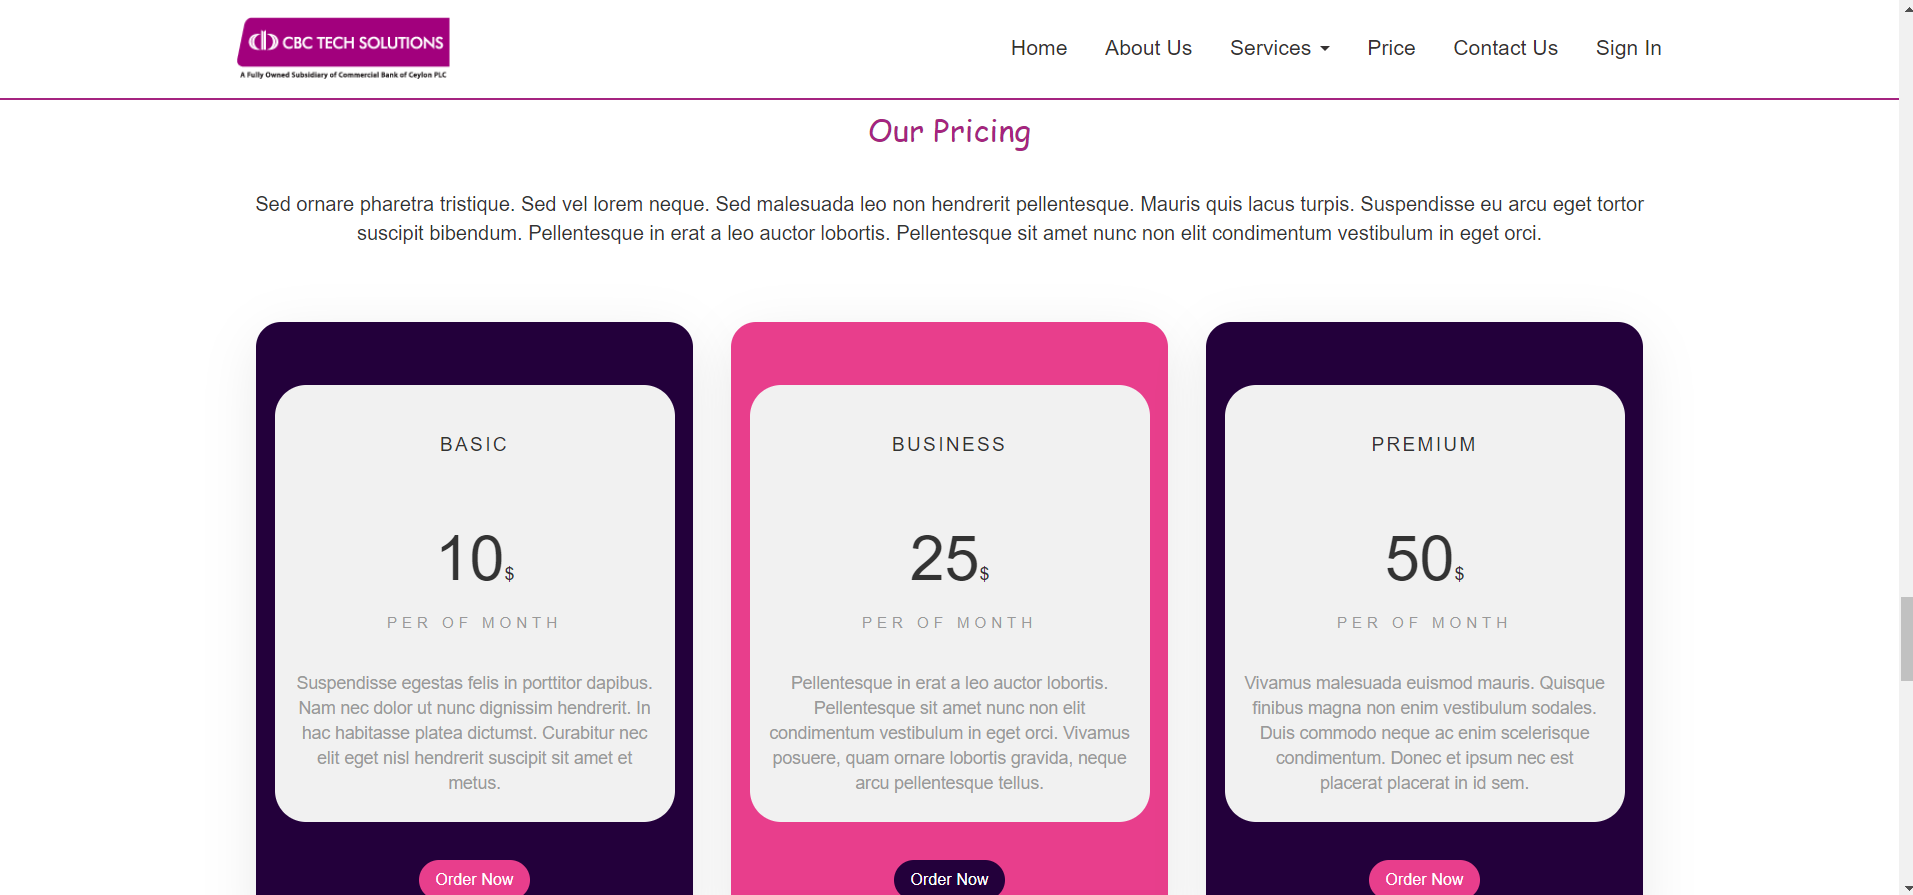 CBC TECH SOLUTIONS
A Fully Owned Subsidiary of Commercial Bank of Ceylon PLC
Home About Us Services Price Contact Us Sign In
Our Pricing
Sed ornare pharetra tristique. Sed vel lorem neque. Sed malesuada leo non hendrerit pellentesque. Mauris quis lacus turpis. Suspendisse eu arcu eget tortor
suscipit bibendum. Pellentesque in erat a leo auctor lobortis. Pellentesque sit amet nunc non elit condimentum vestibulum in eget orci.
BASIC
10$
PER OF MONTH
Suspendisse egestas felis in porttitor dapibus.
Nam nec dolor ut nunc dignissim hendrerit. In
hac habitasse platea dictumst. Curabitur nec
elit eget nisl hendrerit suscipit sit amet et
metus.
Order Now
BUSINESS
25$
PER OF MONTH
Pellentesque in erat a leo auctor lobortis.
Pellentesque sit amet nunc non elit
condimentum vestibulum in eget orci. Vivamus
posuere, quam ornare lobortis gravida, neque
arcu pellentesque tellus.
Order Now
PREMIUM
50$
PER OF MONTH
Vivamus malesuada euismod mauris. Quisque
finibus magna non enim vestibulum sodales.
Duis commodo neque ac enim scelerisque
condimentum. Donec et ipsum nec est
placerat placerat in id sem.
Order Now